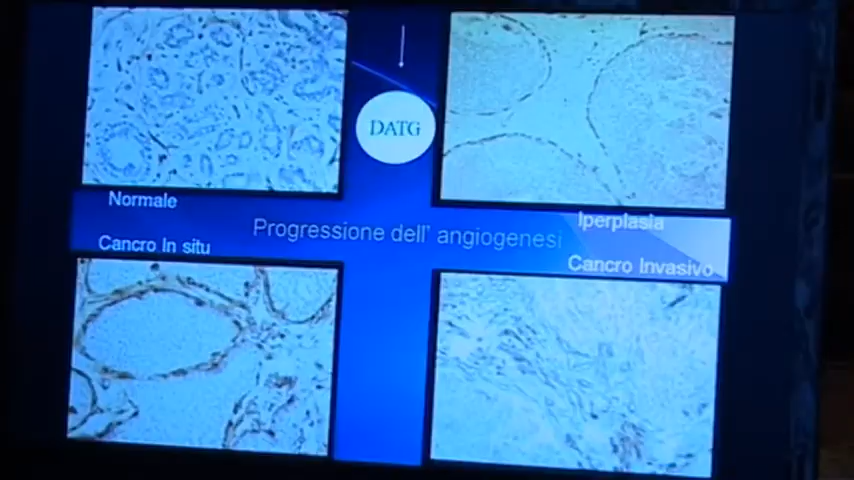 DATG
Normale
Iperplasia
Progressione dell' angiogenesi
Cancro In situ
Cancro Invasivo